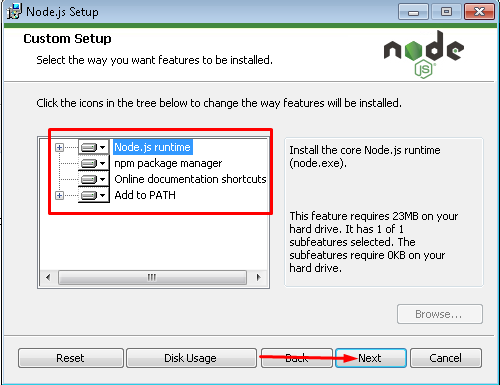 Node.js Setup
Custom Setup
Select the way you want features to be installed.
node
JS
Click the icons in the tree below to change the way features will be installed.
Node.js runtime
npm package manager
Online documentation shortcuts
Add to PATH
Install the core Node.js runtime
(node.exe).
This feature requires 23MB on your
hard drive. It has 1 of 1
subfeatures selected. The
subfeatures require 0KB on your
hard drive.
Browse...
Reset Disk Usage Back Next Cancel